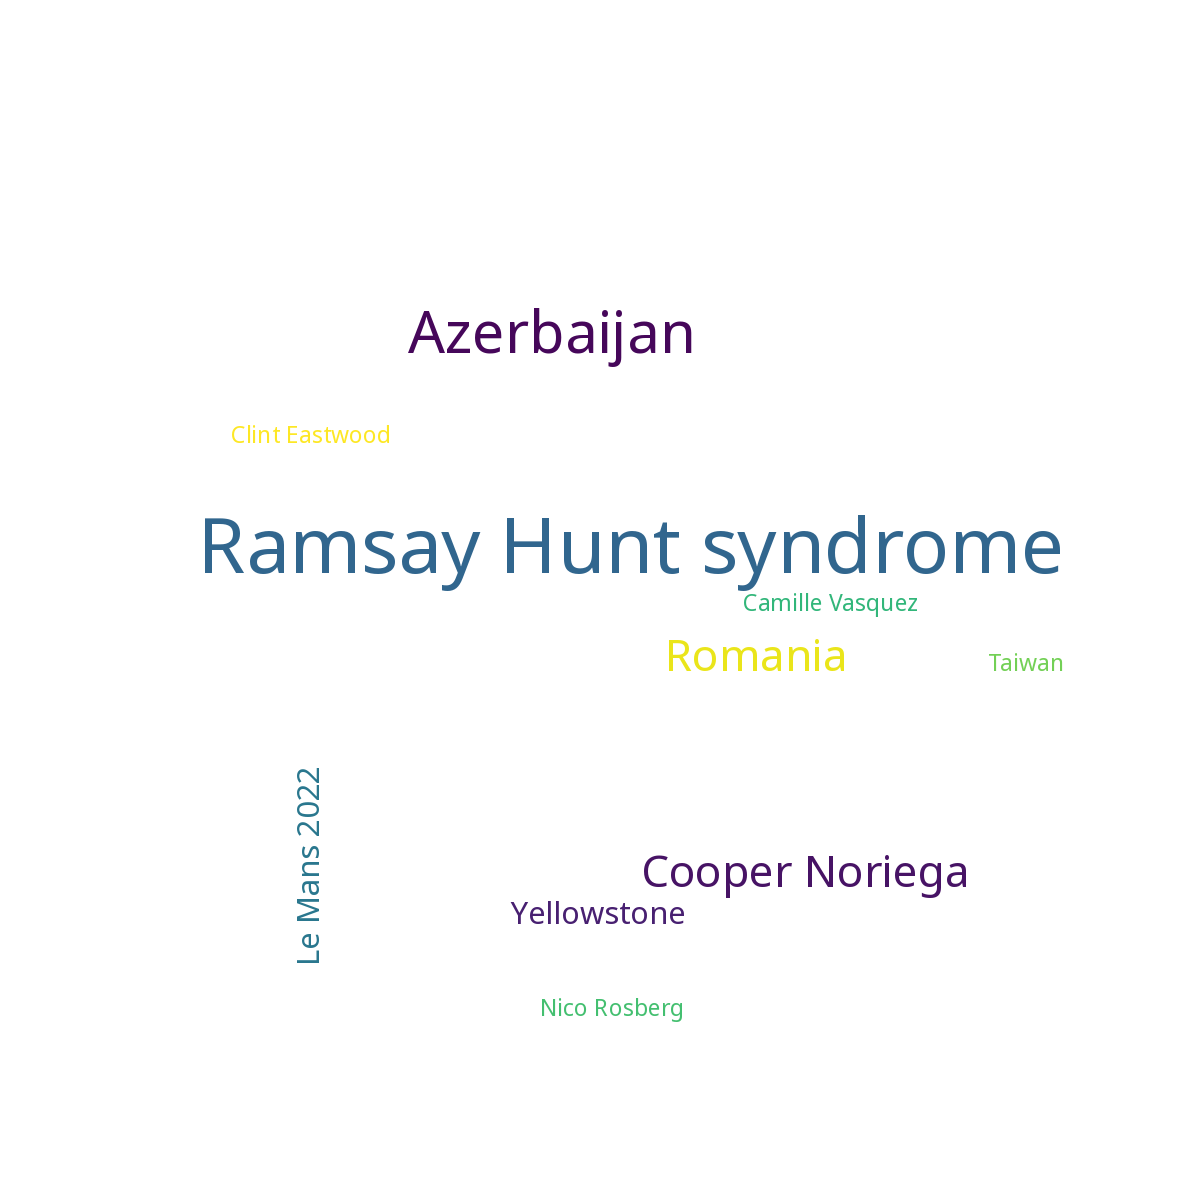 Azerbaijan
Clint Eastwood
Ramsay Hunt syndrome
Camille Vasquez
Romania
Taiwan
Le Mans 2022
Cooper Noriega
Yellowstone
Nico Rosberg